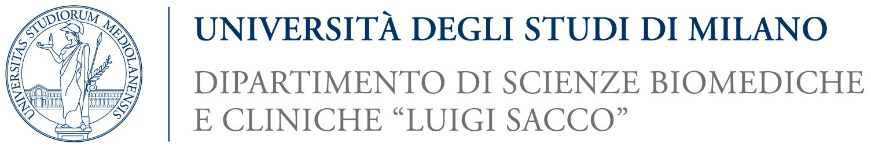 UNIVERSITAS STUDIORUM MEDIOLANENSIS
UNIVERSITÀ DEGLI STUDI DI MILANO
DIPARTIMENTO DI SCIENZE BIOMEDICHE
E CLINICHE “LUIGI SACCO”